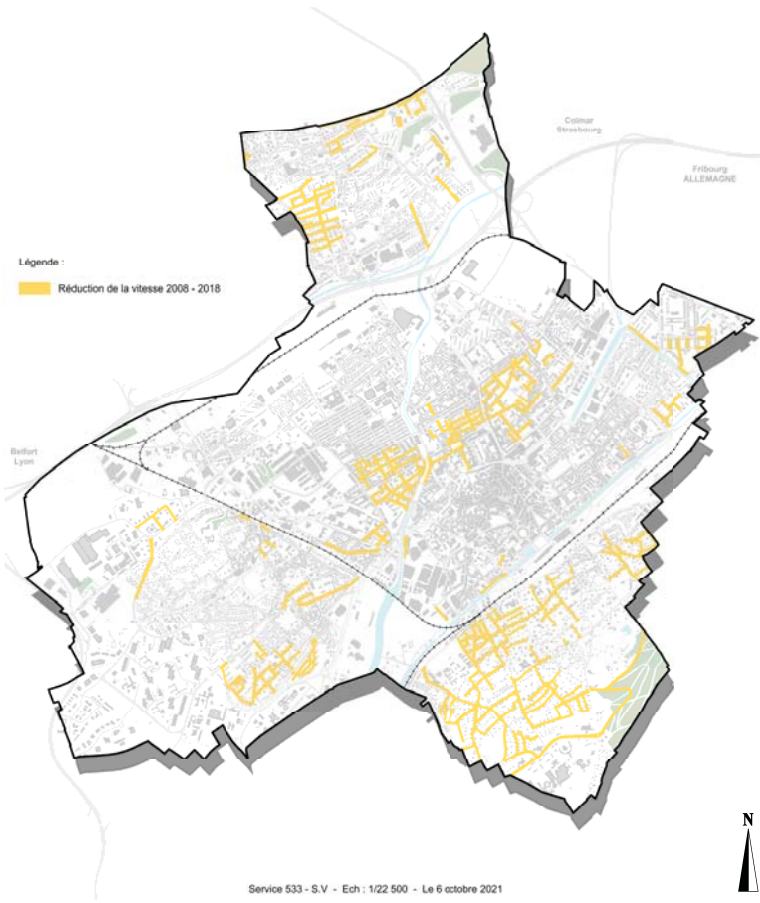 Colmar
Strasbourg
Fribourg
ALLEMAGNE
Légende :
Réduction de la vitesse 2008 - 2018
Belfort
Lyon
N
Service 533 - S.V - Ech : 1/22 500 - Le 6 octobre 2021